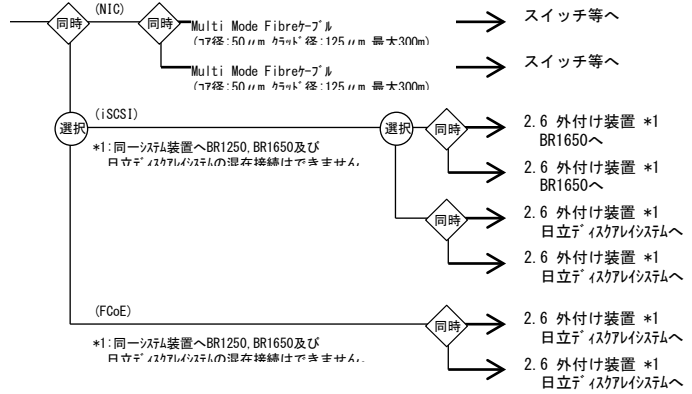 (NIC)
同時
同時
Multi Mode Fibreｹｰﾌﾞﾙ
(ｺｱ径:50μm ｸﾗｯﾄﾞ径:125μm 最大300m)
スイッチ等へ
Multi Mode Fibreｹｰﾌﾞﾙ
(ｺｱ径:50μm ｸﾗｯﾄﾞ径:125μm 最大300m)
スイッチ等へ
(iSCSI)
選択
選択
同時
*1:同一ｼｽﾃﾑ装置へBR1250,BR1650及び
日立ﾃﾞｨｽｸｱﾚｲｼｽﾃﾑの混在接続はできません。
2.6 外付け装置 *1
BR1650へ
2.6 外付け装置 *1
BR1650へ
同時
2.6 外付け装置 *1
日立ﾃﾞｨｽｸｱﾚｲｼｽﾃﾑへ
2.6 外付け装置 *1
日立ﾃﾞｨｽｸｱﾚｲｼｽﾃﾑへ
(FCoE)
同時
*1:同一ｼｽﾃﾑ装置へBR1250,BR1650及び
日立ﾃﾞｨｽｸｱﾚｲｼｽﾃﾑの混在接続はできません。
2.6 外付け装置 *1
日立ﾃﾞｨｽｸｱﾚｲｼｽﾃﾑへ
2.6 外付け装置 *1
日立ﾃﾞｨｽｸｱﾚｲｼｽﾃﾑへ